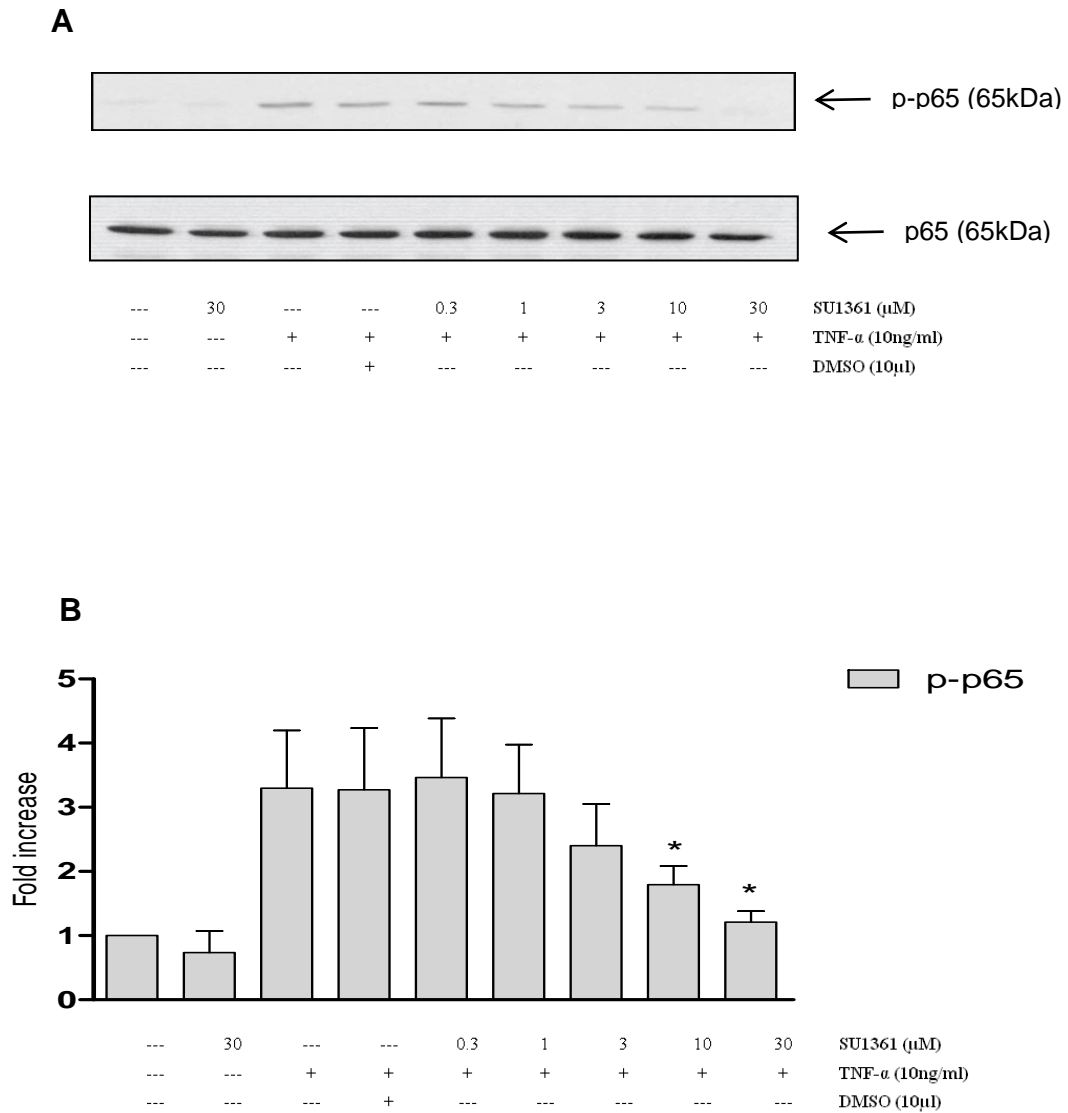 A
p-p65 (65kDa)
p65 (65kDa)
--- 30 --- --- 0.3 1 3 10 30 SU1361 (µM)
--- --- + + + + + + + TNF-α (10ng/ml)
--- --- --- + --- --- --- --- --- DMSO (10µl)
B
p-p65
5
4
3
2
1
0
Fold increase
*
*
--- 30 --- --- 0.3 1 3 10 30 SU1361 (µM)
--- --- + + + + + + + TNF-α (10ng/ml)
--- --- --- + --- --- --- --- --- DMSO (10µl)